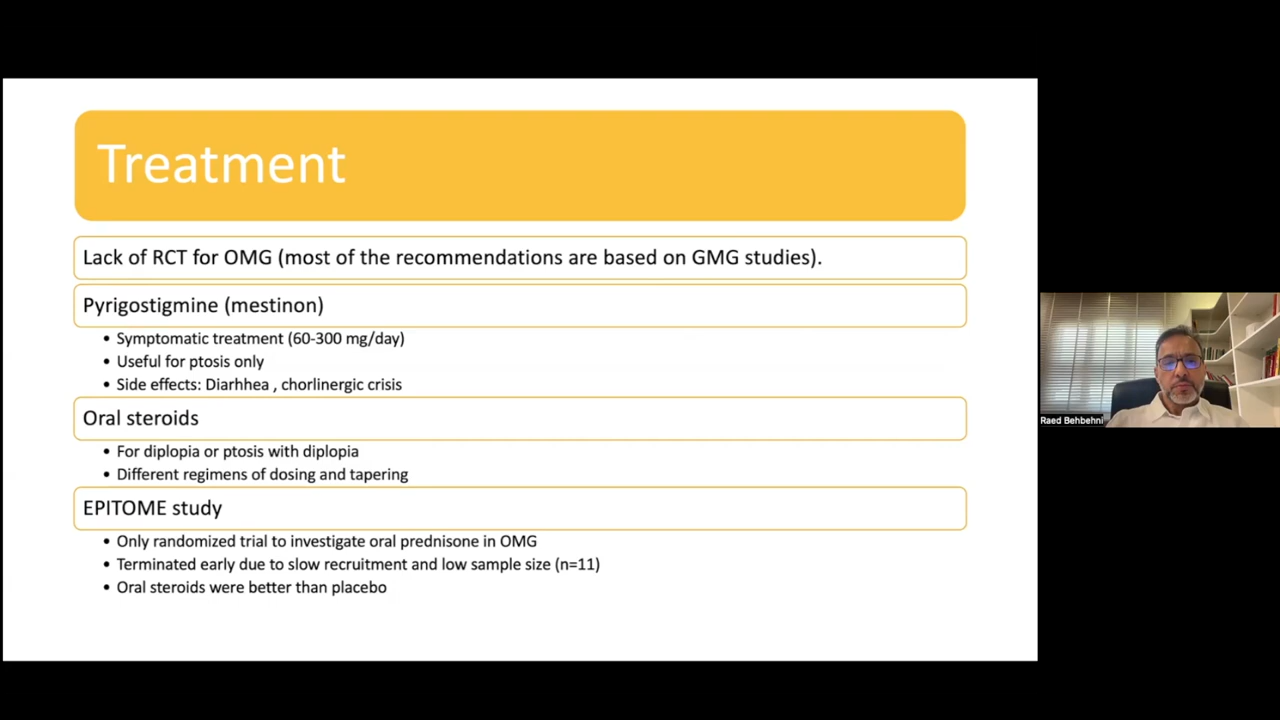 Treatment
Lack of RCT for OMG (most of the recommendations are based on GMG studies).
Pyrigostigmine (mestinon)
• Symptomatic treatment (60-300 mg/day)
• Useful for ptosis only
• Side effects: Diarhhea , chorlinergic crisis
Oral steroids
• For diplopia or ptosis with diplopia
• Different regimens of dosing and tapering
EPITOME study
• Only randomized trial to investigate oral prednisone in OMG
• Terminated early due to slow recruitment and low sample size (n=11)
• Oral steroids were better than placebo
Raed Behbehni